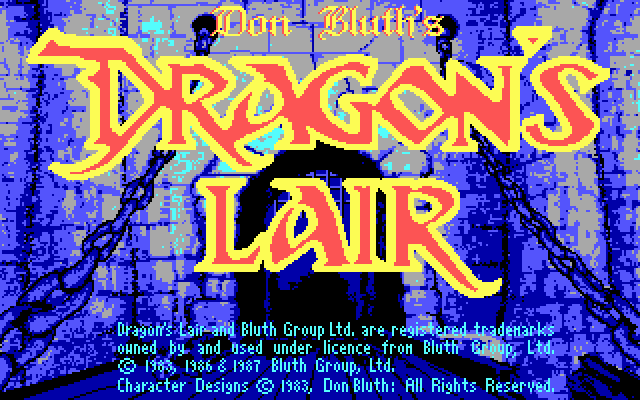 Don Bluth's
DRAGON'S
LAIR
Dragon's Lair and Bluth Group Ltd. are registered trademarks
owned by and used under licence from Bluth Group, Ltd.
© 1983, 1986 & 1987 Bluth Group, Ltd.
Character Designs © 1983, Don Bluth: All Rights Reserved.